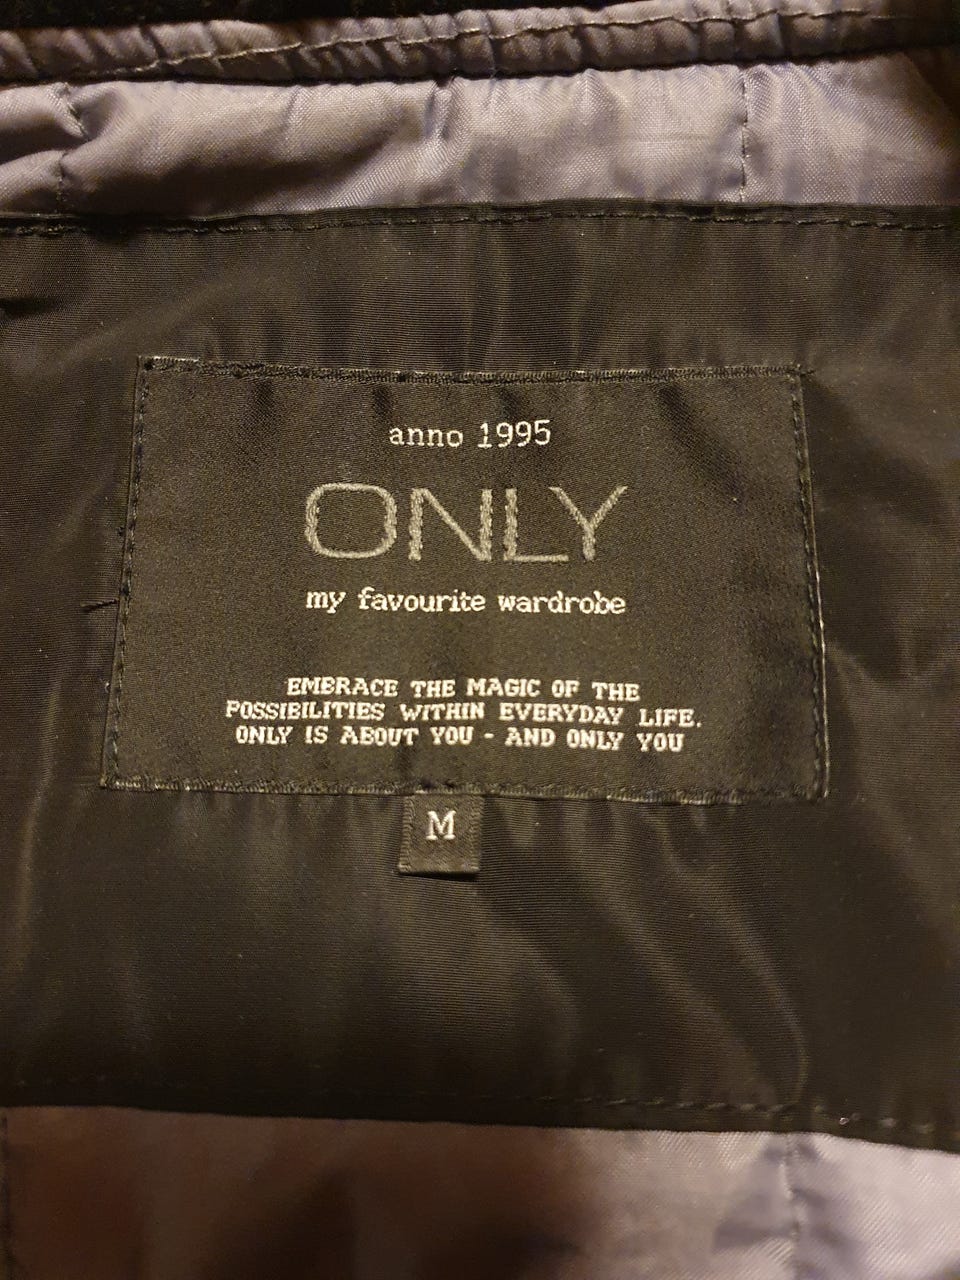 anno 1995
ONLY
my favourite wardrobe
EMBRACE THE MAGIC OF THE
POSSIBILITIES WITHIN EVERYDAY LIFE.
ONLY IS ABOUT YOU - AND ONLY YOU
M